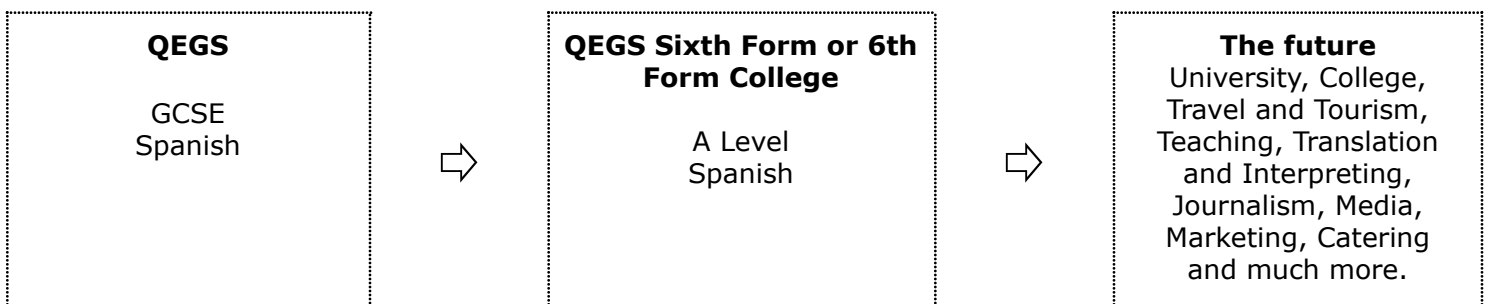 QEGS
GCSE
Spanish
QEGS Sixth Form or 6th
Form College
A Level
Spanish
The future
University, College,
Travel and Tourism,
Teaching, Translation
and Interpreting,
Journalism, Media,
Marketing, Catering
and much more.